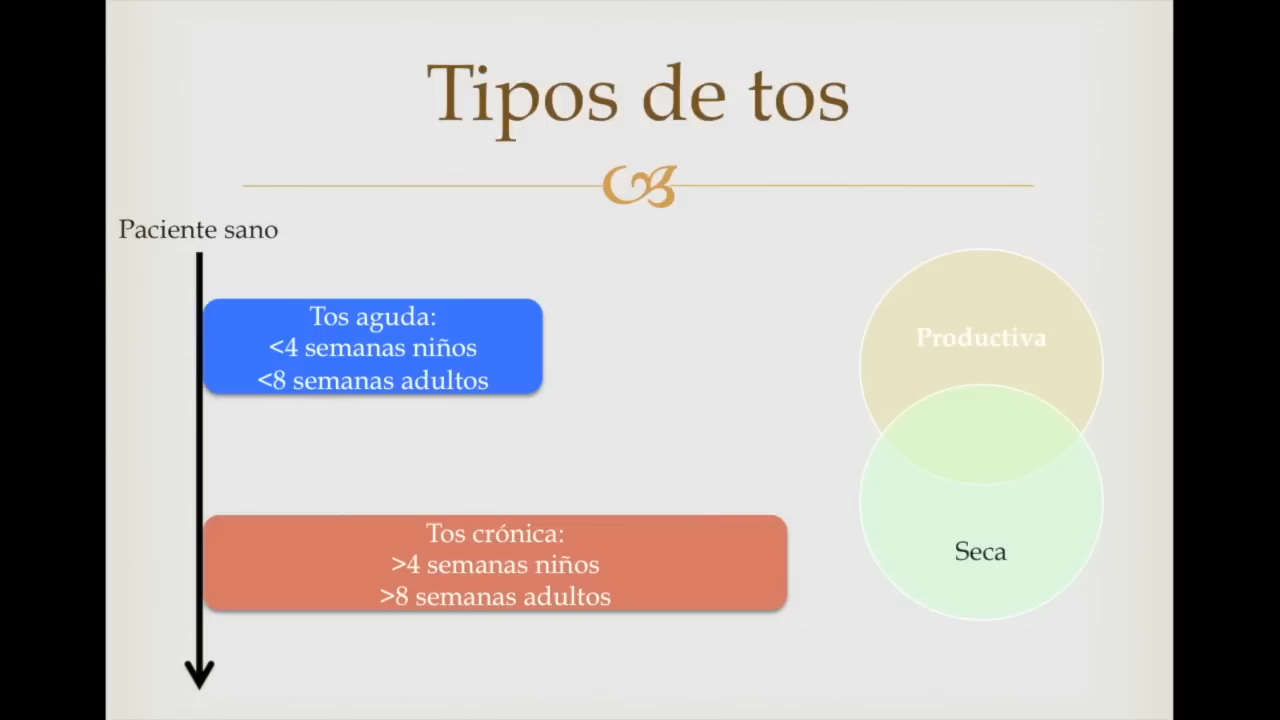 Tipos de tos
Paciente sano
Tos aguda:
<4 semanas niños
<8 semanas adultos
Tos crónica:
>4 semanas niños
>8 semanas adultos
Productiva
Seca